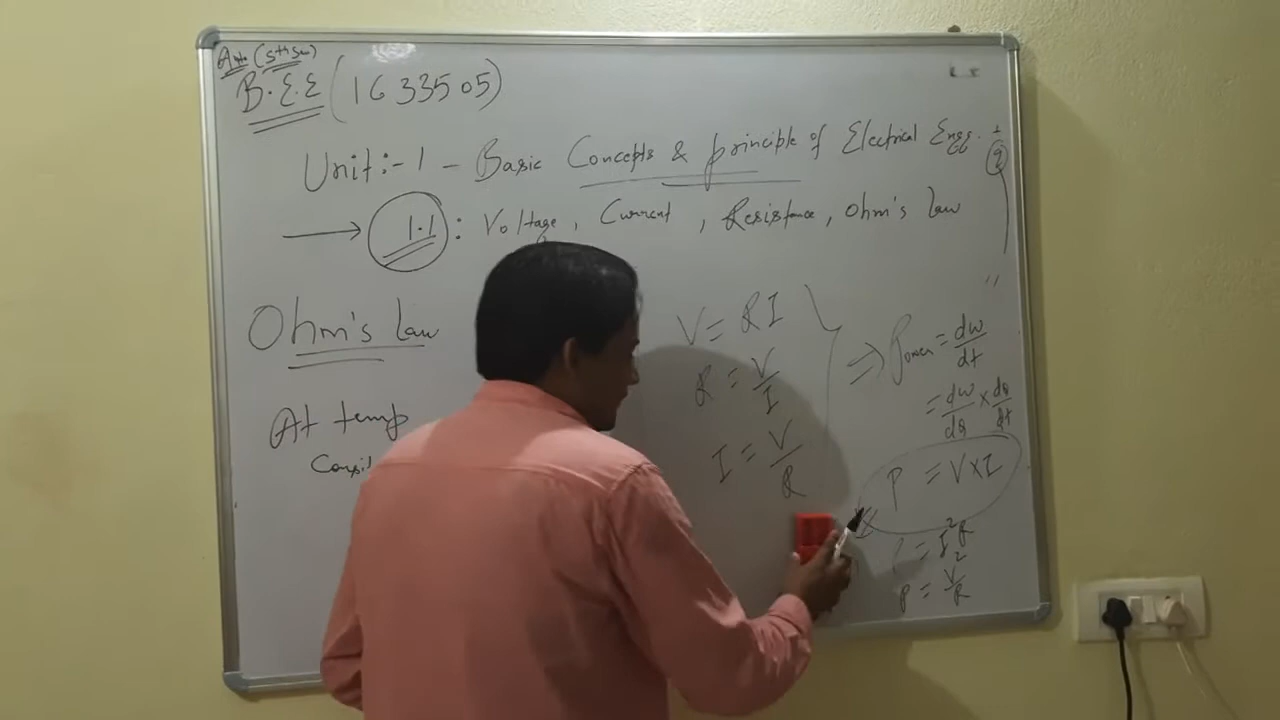 Auto (5th Sem)
B.E.E (1633505)
Unit:-1 - Basic Concepts & principle of Electrical Engg.
→ 1.1 : Voltage, Current, Resistance, Ohm's law
Ohm's law
At temp
V = RI
R = V/I
I = V/R
⇒ Power = dw/dt
= dw/dq × dq/dt
P = V×I
P = I²R
P = V²/R